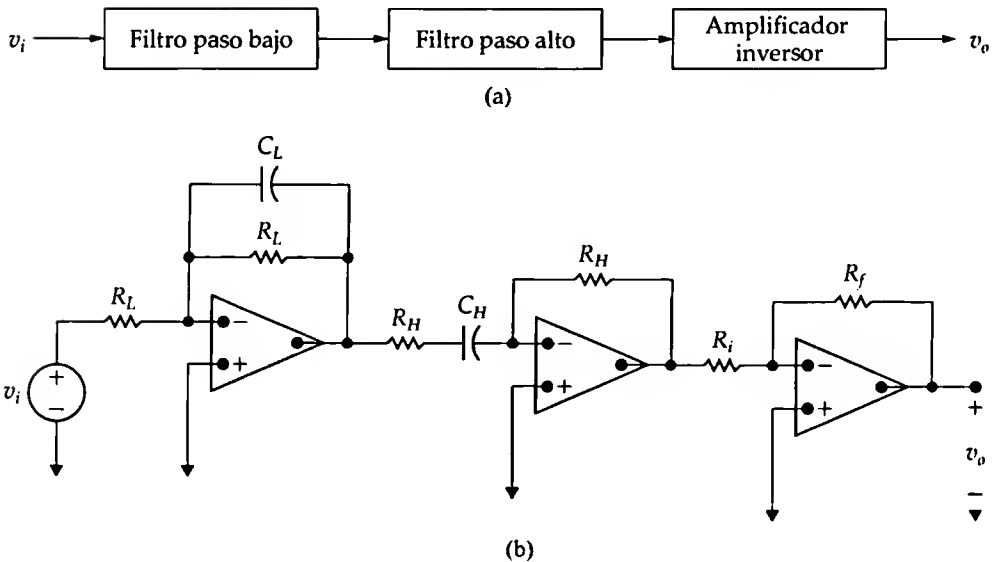 v_i
Filtro paso bajo
Filtro paso alto
Amplificador
inversor
v_o
(a)
C_L
R_L
R_L
R_H
C_H
R_H
R_i
R_f
v_i
+
−
−
+
−
+
−
+
+
v_o
−
(b)